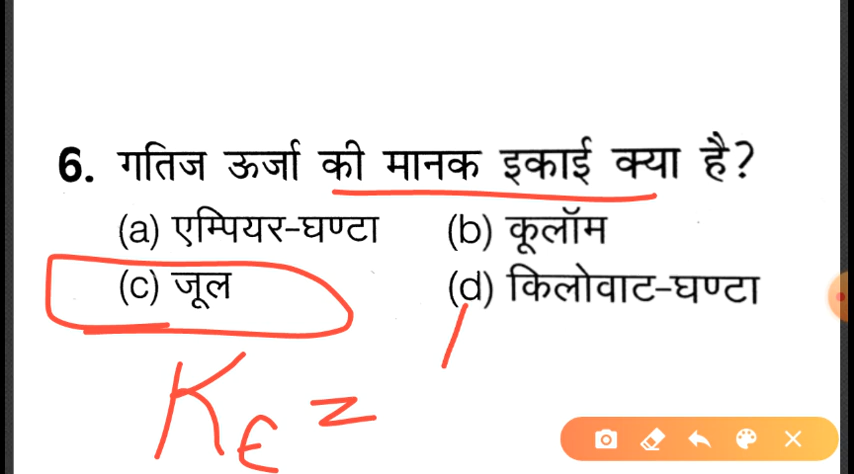 6. गतिज ऊर्जा की मानक इकाई क्या है?
(a) एम्पियर-घण्टा (b) कूलॉम
(c) जूल (d) किलोवाट-घण्टा
KE =